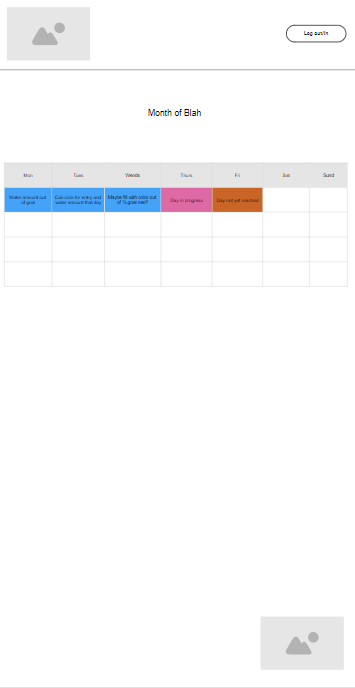 Log out/in
Month of Blah
Mon Tues Wends Thurs Fri Sat Sund
Water amount out of goal Can click for entry and water amount that day Maybe fill with color out of % goal met? Day in progress Day not yet reached